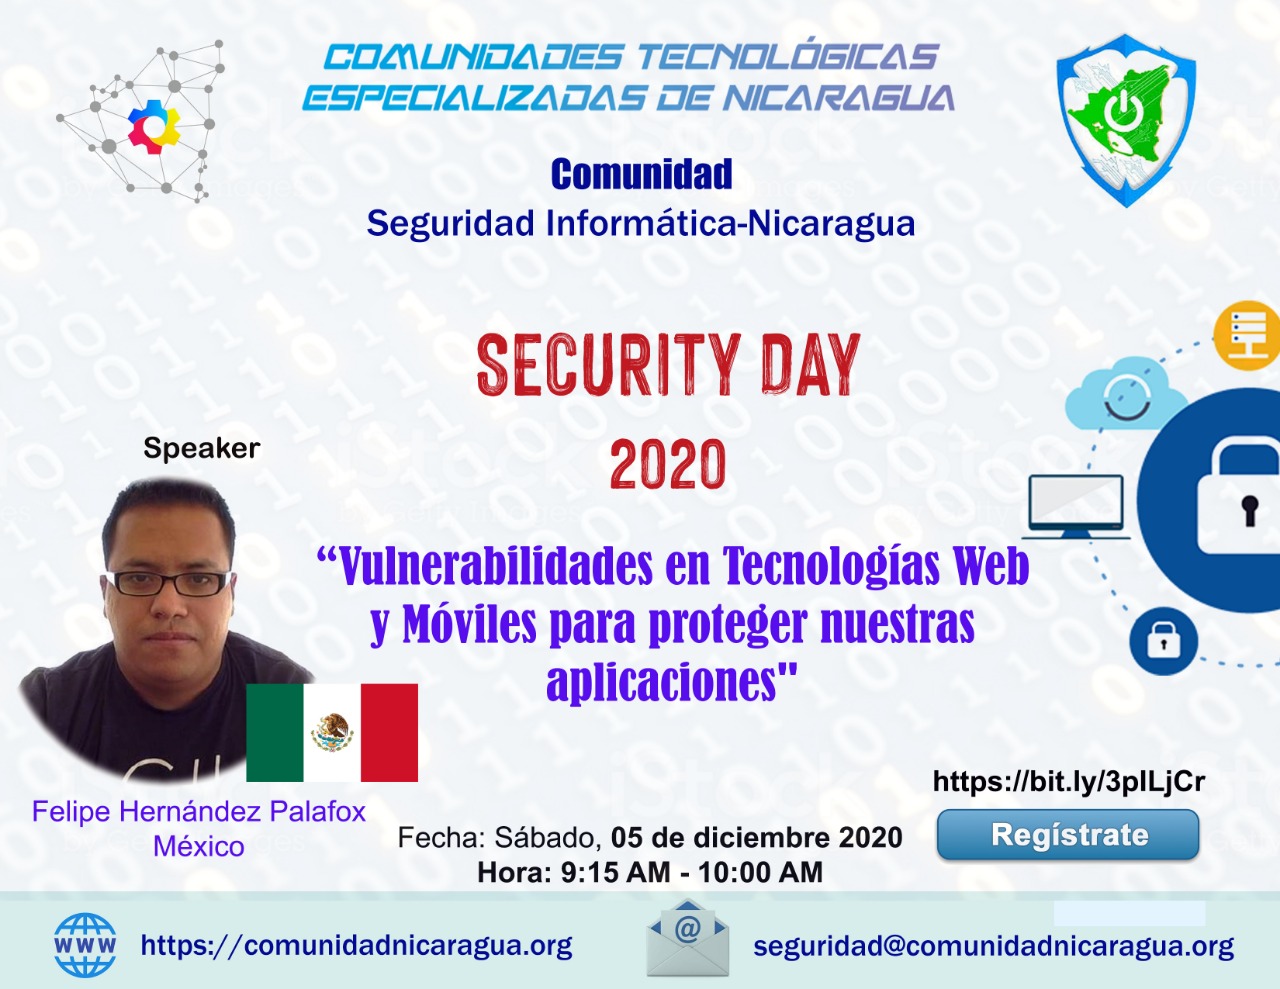 COMUNIDADES TECNOLÓGICAS
ESPECIALIZADAS DE NICARAGUA
Comunidad
Seguridad Informática-Nicaragua
SECURITY DAY
2020
Speaker
“Vulnerabilidades en Tecnologías Web
y Móviles para proteger nuestras
aplicaciones"
Felipe Hernández Palafox
México
https://bit.ly/3pILjCr
Regístrate
Fecha: Sábado, 05 de diciembre 2020
Hora: 9:15 AM - 10:00 AM
WWW
https://comunidadnicaragua.org
@
seguridad@comunidadnicaragua.org